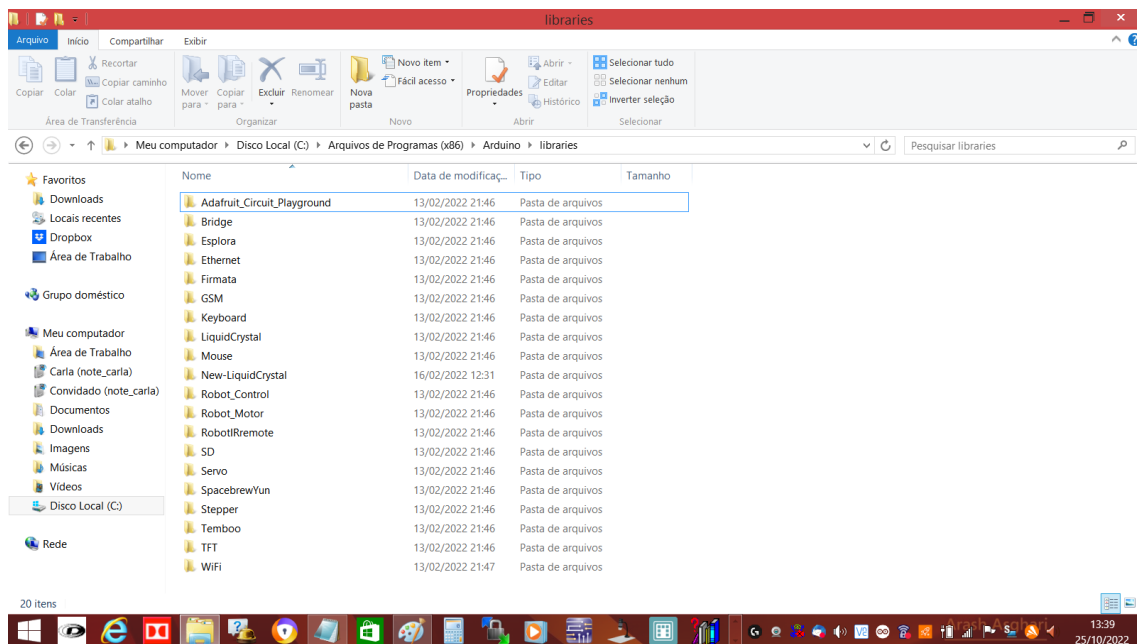 libraries
Arquivo Início Compartilhar Exibir
Copiar Colar Recortar Copiar caminho Colar atalho
Mover para Copiar para Excluir Renomear
Nova pasta Novo item Fácil acesso
Propriedades Abrir Editar Histórico
Selecionar tudo Selecionar nenhum Inverter seleção
Área de Transferência Organizar Novo Abrir Selecionar
Meu computador Disco Local (C:) Arquivos de Programas (x86) Arduino libraries Pesquisar libraries
Favoritos
Downloads
Locais recentes
Dropbox
Área de Trabalho
Grupo doméstico
Meu computador
Área de Trabalho
Carla (note_carla)
Convidado (note_carla)
Documentos
Downloads
Imagens
Músicas
Vídeos
Disco Local (C:)
Rede
Nome Data de modificaç... Tipo Tamanho
Adafruit_Circuit_Playground 13/02/2022 21:46 Pasta de arquivos
Bridge 13/02/2022 21:46 Pasta de arquivos
Esplora 13/02/2022 21:46 Pasta de arquivos
Ethernet 13/02/2022 21:46 Pasta de arquivos
Firmata 13/02/2022 21:46 Pasta de arquivos
GSM 13/02/2022 21:46 Pasta de arquivos
Keyboard 13/02/2022 21:46 Pasta de arquivos
LiquidCrystal 13/02/2022 21:46 Pasta de arquivos
Mouse 13/02/2022 21:46 Pasta de arquivos
New-LiquidCrystal 16/02/2022 12:31 Pasta de arquivos
Robot_Control 13/02/2022 21:46 Pasta de arquivos
Robot_Motor 13/02/2022 21:46 Pasta de arquivos
RobotIRremote 13/02/2022 21:46 Pasta de arquivos
SD 13/02/2022 21:46 Pasta de arquivos
Servo 13/02/2022 21:46 Pasta de arquivos
SpacebrewYun 13/02/2022 21:46 Pasta de arquivos
Stepper 13/02/2022 21:46 Pasta de arquivos
Temboo 13/02/2022 21:46 Pasta de arquivos
TFT 13/02/2022 21:46 Pasta de arquivos
WiFi 13/02/2022 21:47 Pasta de arquivos
20 itens
Arash Asghari
13:39
25/10/2022